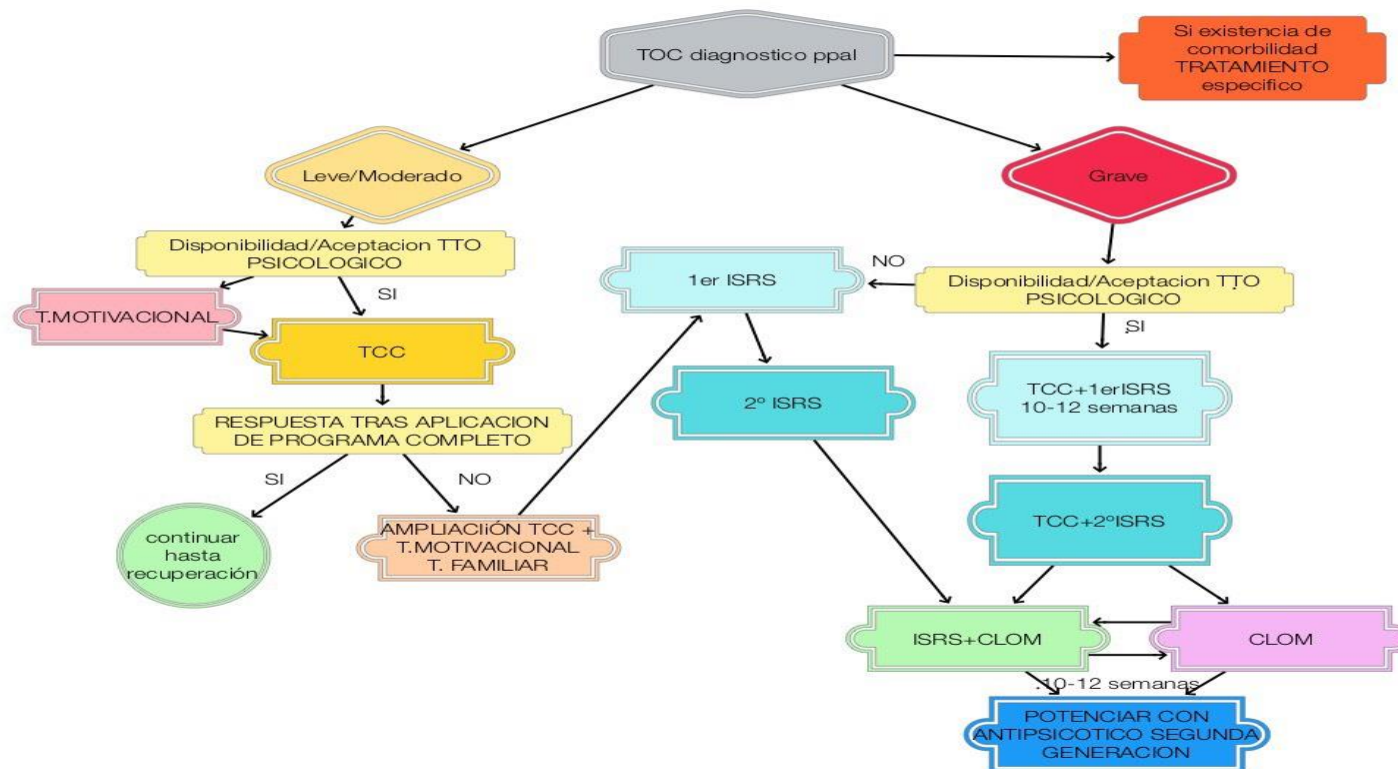 TOC diagnostico ppal
Si existencia de
comorbilidad
TRATAMIENTO
especifico
Leve/Moderado
Grave
Disponibilidad/Aceptacion TTO
PSICOLOGICO
SI
T.MOTIVACIONAL
TCC
RESPUESTA TRAS APLICACION
DE PROGRAMA COMPLETO
SI
NO
continuar
hasta
recuperación
AMPLIACIiÓN TCC +
T.MOTIVACIONAL
T. FAMILIAR
1er ISRS
NO
Disponibilidad/Aceptacion TTO
PSICOLOGICO
SI
2º ISRS
TCC+1erISRS
10-12 semanas
TCC+2ºISRS
ISRS+CLOM
CLOM
.10-12 semanas
POTENCIAR CON
ANTIPSICOTICO SEGUNDA
GENERACION